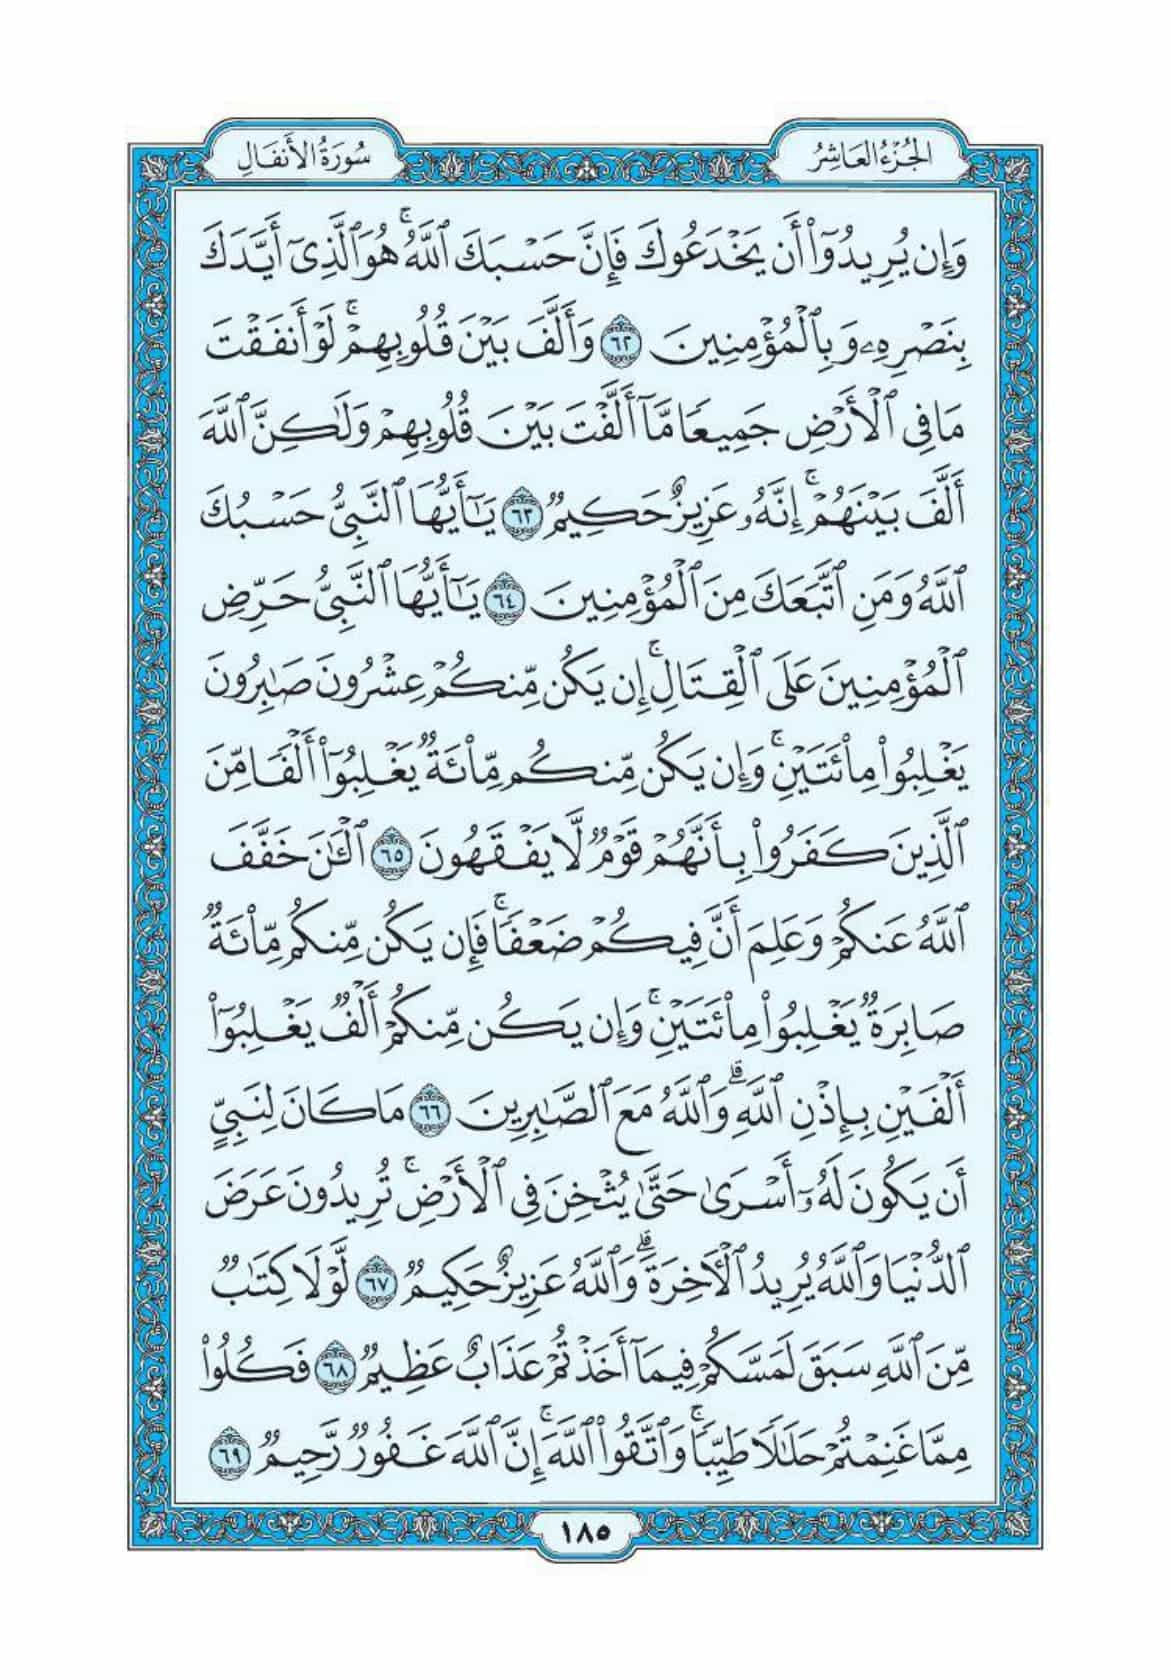 الجُزْءُ العَاشِرُ
سُورَةُ الأَنفَالِ
وَإِن يُرِيدُوٓا۟ أَن يَخْدَعُوكَ فَإِنَّ حَسْبَكَ ٱللَّهُ ۚ هُوَ ٱلَّذِىٓ أَيَّدَكَ
بِنَصْرِهِۦ وَبِٱلْمُؤْمِنِينَ ٦٢ وَأَلَّفَ بَيْنَ قُلُوبِهِمْ ۚ لَوْ أَنفَقْتَ
مَا فِى ٱلْأَرْضِ جَمِيعًا مَّآ أَلَّفْتَ بَيْنَ قُلُوبِهِمْ وَلَٰكِنَّ ٱللَّهَ
أَلَّفَ بَيْنَهُمْ ۚ إِنَّهُۥ عَزِيزٌ حَكِيمٌ ٦٣ يَٰٓأَيُّهَا ٱلنَّبِىُّ حَسْبُكَ
ٱللَّهُ وَمَنِ ٱتَّبَعَكَ مِنَ ٱلْمُؤْمِنِينَ ٦٤ يَٰٓأَيُّهَا ٱلنَّبِىُّ حَرِّضِ
ٱلْمُؤْمِنِينَ عَلَى ٱلْقِتَالِ ۚ إِن يَكُن مِّنكُمْ عِشْرُونَ صَٰبِرُونَ
يَغْلِبُوا۟ مِا۟ئَتَيْنِ ۚ وَإِن يَكُن مِّنكُم مِّا۟ئَةٌ يَغْلِبُوٓا۟ أَلْفًا مِّنَ
ٱلَّذِينَ كَفَرُوا۟ بِأَنَّهُمْ قَوْمٌ لَّا يَفْقَهُونَ ٦٥ ٱلْـَٰٔنَ خَفَّفَ
ٱللَّهُ عَنكُمْ وَعَلِمَ أَنَّ فِيكُمْ ضَعْفًا ۚ فَإِن يَكُن مِّنكُم مِّا۟ئَةٌ
صَابِرَةٌ يَغْلِبُوا۟ مِا۟ئَتَيْنِ ۚ وَإِن يَكُن مِّنكُمْ أَلْفٌ يَغْلِبُوٓا۟
أَلْفَيْنِ بِإِذْنِ ٱللَّهِ ۗ وَٱللَّهُ مَعَ ٱلصَّٰبِرِينَ ٦٦ مَا كَانَ لِنَبِىٍّ
أَن يَكُونَ لَهُۥٓ أَسْرَىٰ حَتَّىٰ يُثْخِنَ فِى ٱلْأَرْضِ ۚ تُرِيدُونَ عَرَضَ
ٱلدُّنْيَا وَٱللَّهُ يُرِيدُ ٱلْـَٔاخِرَةَ ۗ وَٱللَّهُ عَزِيزٌ حَكِيمٌ ٦٧ لَّوْلَا كِتَٰبٌ
مِّنَ ٱللَّهِ سَبَقَ لَمَسَّكُمْ فِيمَآ أَخَذْتُمْ عَذَابٌ عَظِيمٌ ٦٨ فَكُلُوا۟
مِمَّا غَنِمْتُمْ حَلَٰلًا طَيِّبًا ۚ وَٱتَّقُوا۟ ٱللَّهَ ۚ إِنَّ ٱللَّهَ غَفُورٌ رَّحِيمٌ ٦٩
١٨٥